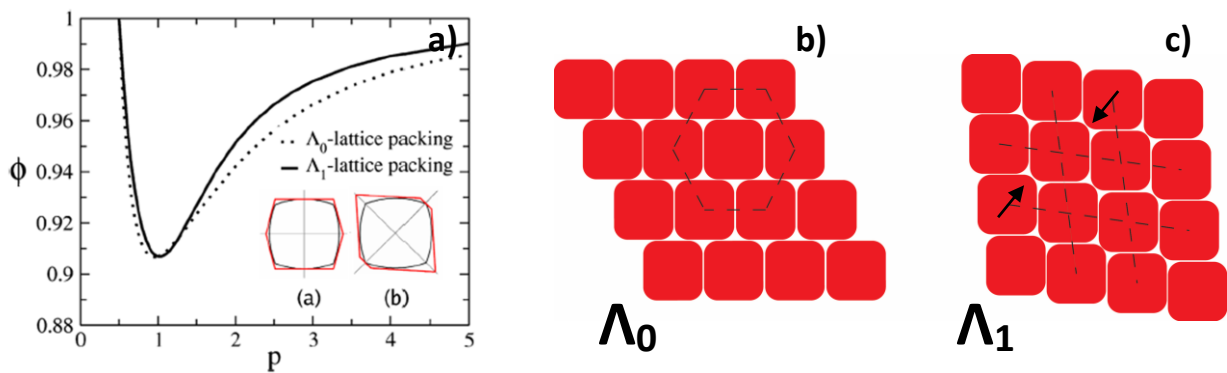 a)
b)
c)
1
0.98
0.96
0.94
0.92
0.9
0.88
ϕ
Λ₀-lattice packing
Λ₁-lattice packing
(a) (b)
0 1 2 3 4 5
p
Λ₀
Λ₁